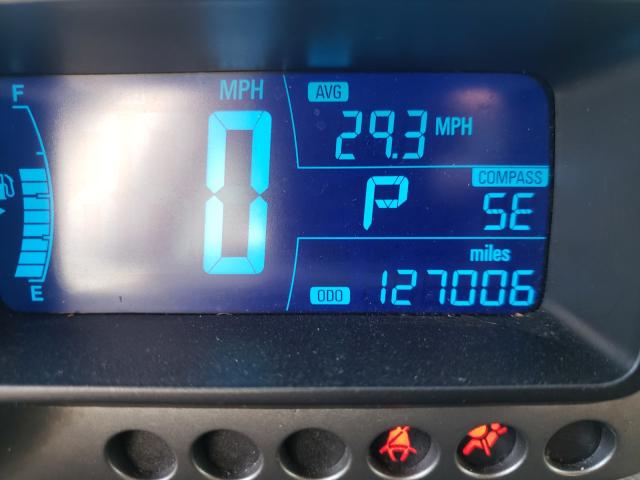 F
MPH
AVG
29.3 MPH
0
P
COMPASS
SE
miles
E
ODO 127006